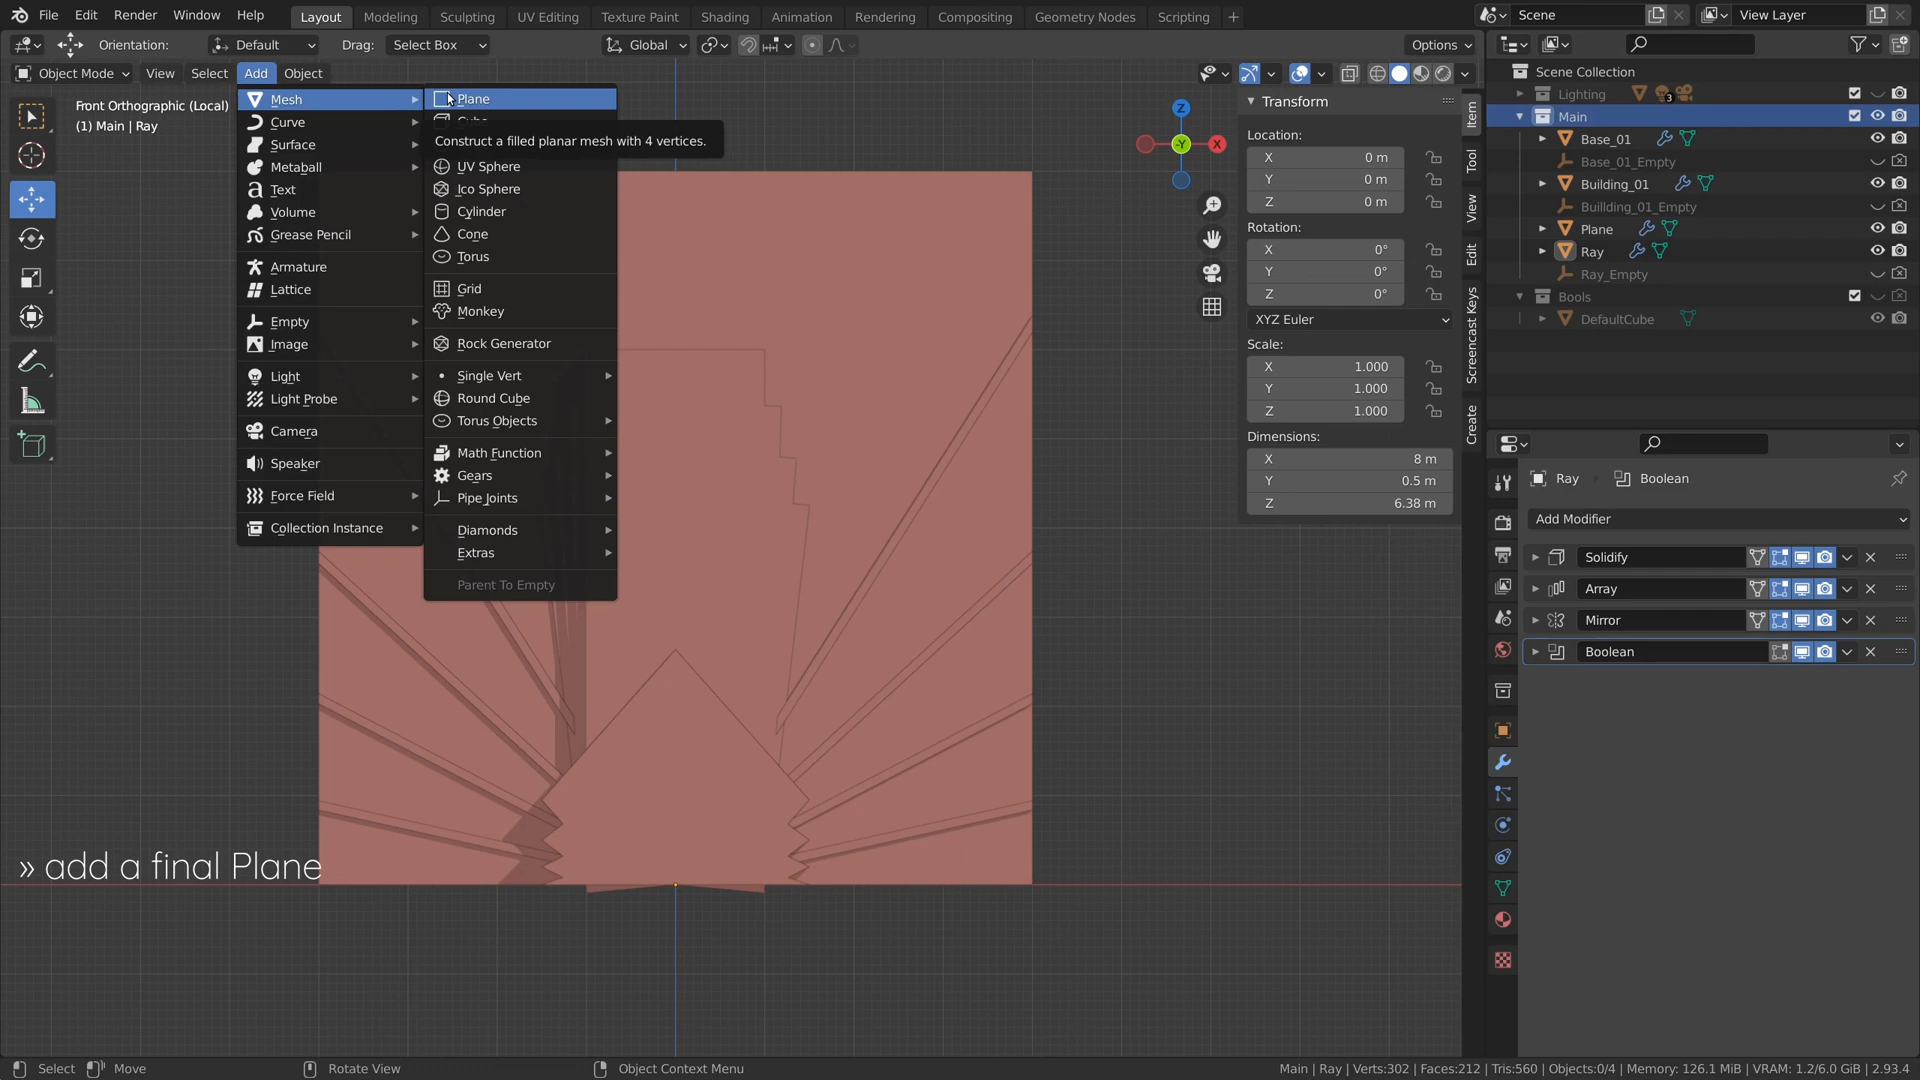 File Edit Render Window Help Layout Modeling Sculpting UV Editing Texture Paint Shading Animation Rendering Compositing Geometry Nodes Scripting + Scene View Layer
Orientation: Default Drag: Select Box Global Options
Object Mode View Select Add Object
Front Orthographic (Local)
(1) Main | Ray
Mesh
Curve
Surface
Metaball
Text
Volume
Grease Pencil
Armature
Lattice
Empty
Image
Light
Light Probe
Camera
Speaker
Force Field
Collection Instance
Plane
Construct a filled planar mesh with 4 vertices.
UV Sphere
Ico Sphere
Cylinder
Cone
Torus
Grid
Monkey
Rock Generator
Single Vert
Round Cube
Torus Objects
Math Function
Gears
Pipe Joints
Diamonds
Extras
Parent To Empty
» add a final Plane
Z
-Y
X
Transform
Location:
X 0 m
Y 0 m
Z 0 m
Rotation:
X 0°
Y 0°
Z 0°
XYZ Euler
Scale:
X 1.000
Y 1.000
Z 1.000
Dimensions:
X 8 m
Y 0.5 m
Z 6.38 m
Item
Tool
View
Edit
Screencast Keys
Create
Scene Collection
Lighting 3
Main
Base_01
Base_01_Empty
Building_01
Buillding_01_Empty
Plane
Ray
Ray_Empty
Bools
DefaultCube
Ray Boolean
Add Modifier
Solidify
Array
Mirror
Boolean
Select Move Rotate View Object Context Menu Main | Ray | Verts:302 | Faces:212 | Tris:560 | Objects:0/4 | Memory: 126.1 MiB | VRAM: 1.2/6.0 GiB | 2.93.4